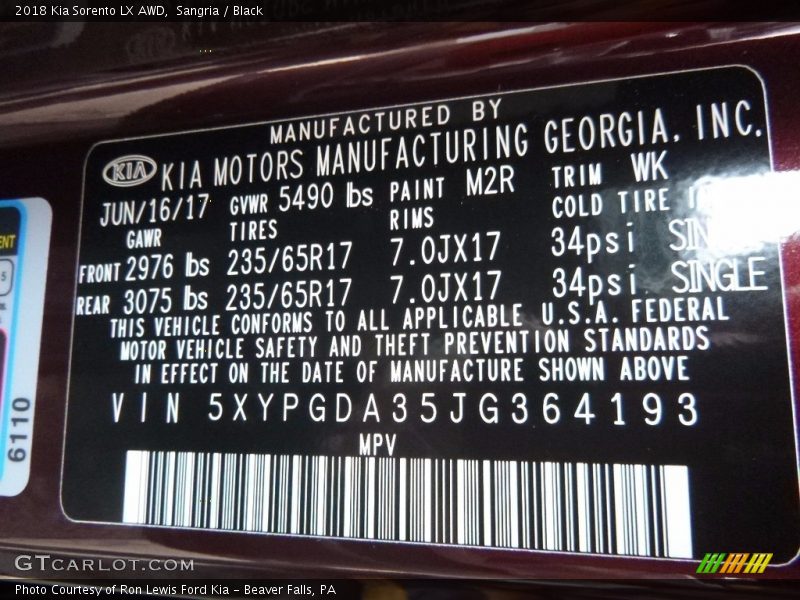 2018 Kia Sorento LX AWD, Sangria / Black
MANUFACTURED BY
KIA KIA MOTORS MANUFACTURING GEORGIA, INC.
JUN/16/17 GVWR 5490 lbs PAINT M2R TRIM WK
GAWR TIRES RIMS COLD TIRE
FRONT 2976 lbs 235/65R17 7.0JX17 34psi
REAR 3075 lbs 235/65R17 7.0JX17 34psi SINGLE
THIS VEHICLE CONFORMS TO ALL APPLICABLE U.S.A. FEDERAL
MOTOR VEHICLE SAFETY AND THEFT PREVENTION STANDARDS
IN EFFECT ON THE DATE OF MANUFACTURE SHOWN ABOVE
VIN 5XYPGDA35JG364193
MPV
6110
GTCARLOT.COM
Photo Courtesy of Ron Lewis Ford Kia - Beaver Falls, PA